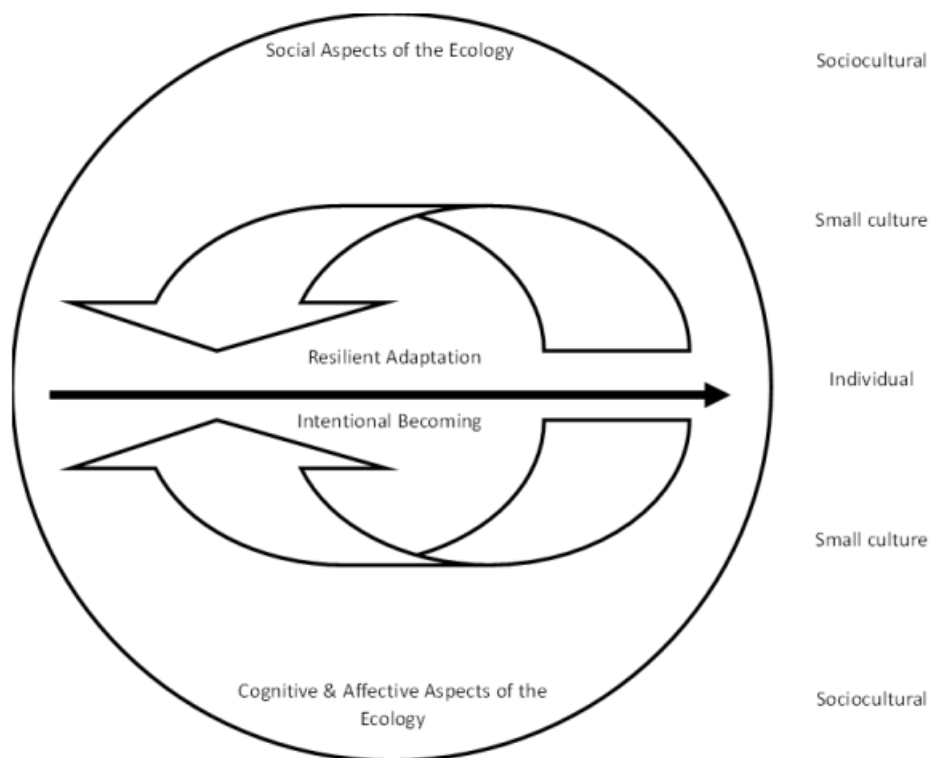 Social Aspects of the Ecology
Sociocultural
Small culture
Resilient Adaptation
Individual
Intentional Becoming
Small culture
Cognitive & Affective Aspects of the
Ecology
Sociocultural